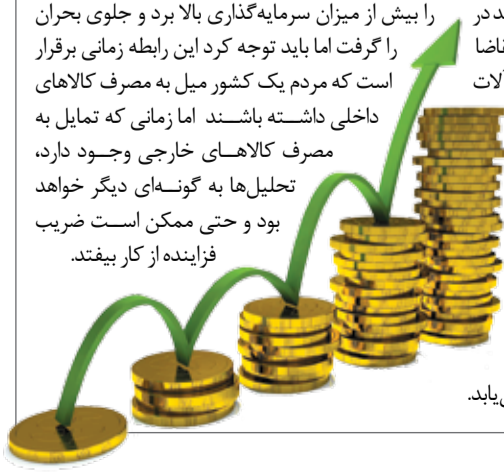 را بیش از میزان سرمایه‌گذاری بالا برد و جلوی بحران
را گرفت اما باید توجه کرد این رابطه زمانی برقرار
است که مردم یک کشور میل به مصرف کالاهای
داخلی داشته باشند اما زمانی که تمایل به
مصرف کالاهای خارجی وجود دارد،
تحلیل‌ها به گونه‌ای دیگر خواهد
بود و حتی ممکن است ضریب
فزاینده از کار بیفتد.